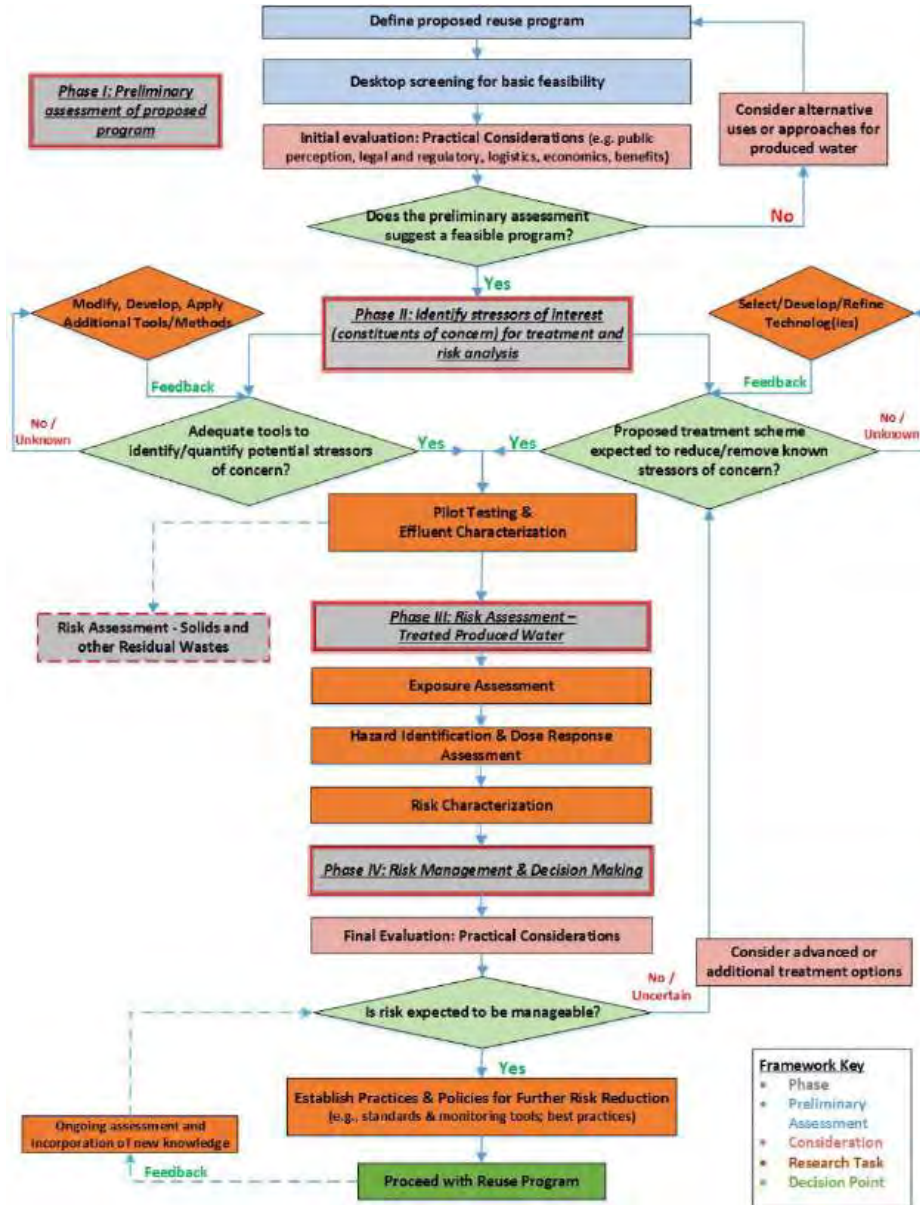 Define proposed reuse program
Desktop screening for basic feasibility
Phase I: Preliminary
assessment of proposed
program
Initial evaluation: Practical Considerations (e.g. public
perception, legal and regulatory, logistics, economics, benefits)
Consider alternative
uses or approaches for
produced water
Does the preliminary assessment
suggest a feasible program?
No
Yes
Modify, Develop, Apply
Additional Tools/Methods
Phase II: Identify stressors of interest
(constituents of concern) for treatment and
risk analysis
Select/Develop/Refine
Technolog(ies)
Feedback
Feedback
No /
Unknown
Adequate tools to
identify/quantify potential stressors
of concern?
Yes
Yes
Proposed treatment scheme
expected to reduce/remove known
stressors of concern?
No /
Unknown
Pilot Testing &
Effluent Characterization
Risk Assessment - Solids and
other Residual Wastes
Phase III: Risk Assessment –
Treated Produced Water
Exposure Assessment
Hazard Identification & Dose Response
Assessment
Risk Characterization
Phase IV: Risk Management & Decision Making
Final Evaluation: Practical Considerations
Consider advanced or
additional treatment options
No /
Uncertain
Is risk expected to be manageable?
Yes
Establish Practices & Policies for Further Risk Reduction
(e.g., standards & monitoring tools; best practices)
Ongoing assessment and
incorporation of new knowledge
Feedback
Proceed with Reuse Program
Framework Key
• Phase
• Preliminary
Assessment
• Consideration
• Research Task
• Decision Point